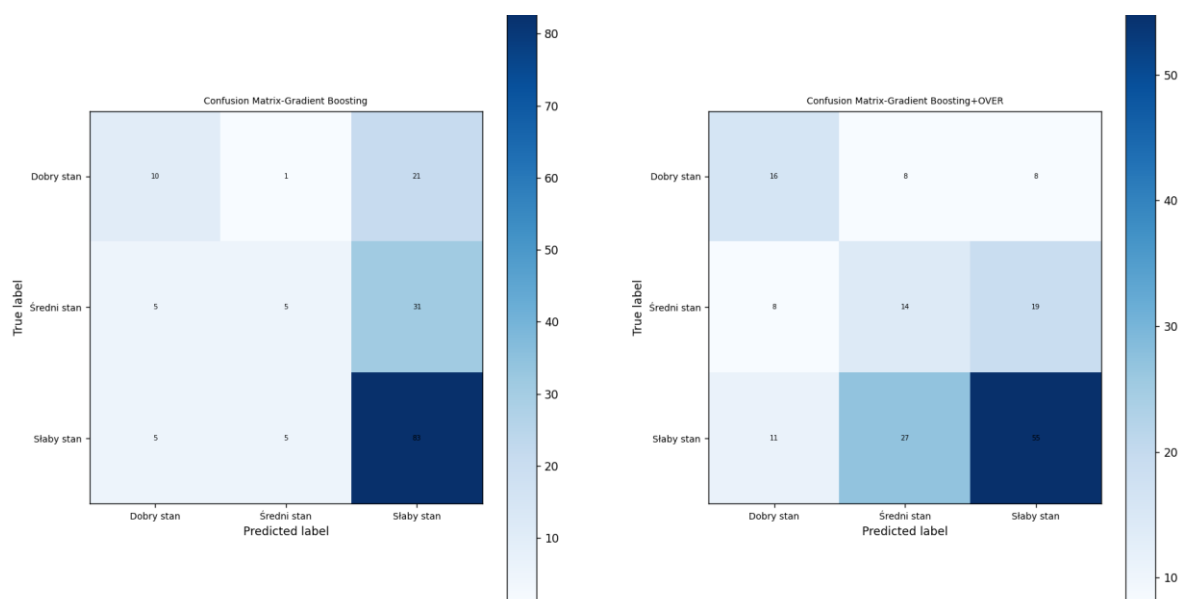 Confusion Matrix-Gradient Boosting
True label
Dobry stan
Średni stan
Słaby stan
10 1 21
5 5 31
5 5 83
Dobry stan Średni stan Słaby stan
Predicted label
80
70
60
50
40
30
20
10
Confusion Matrix-Gradient Boosting+OVER
True label
Dobry stan
Średni stan
Słaby stan
16 8 8
8 14 19
11 27 55
Dobry stan Średni stan Słaby stan
Predicted label
50
40
30
20
10